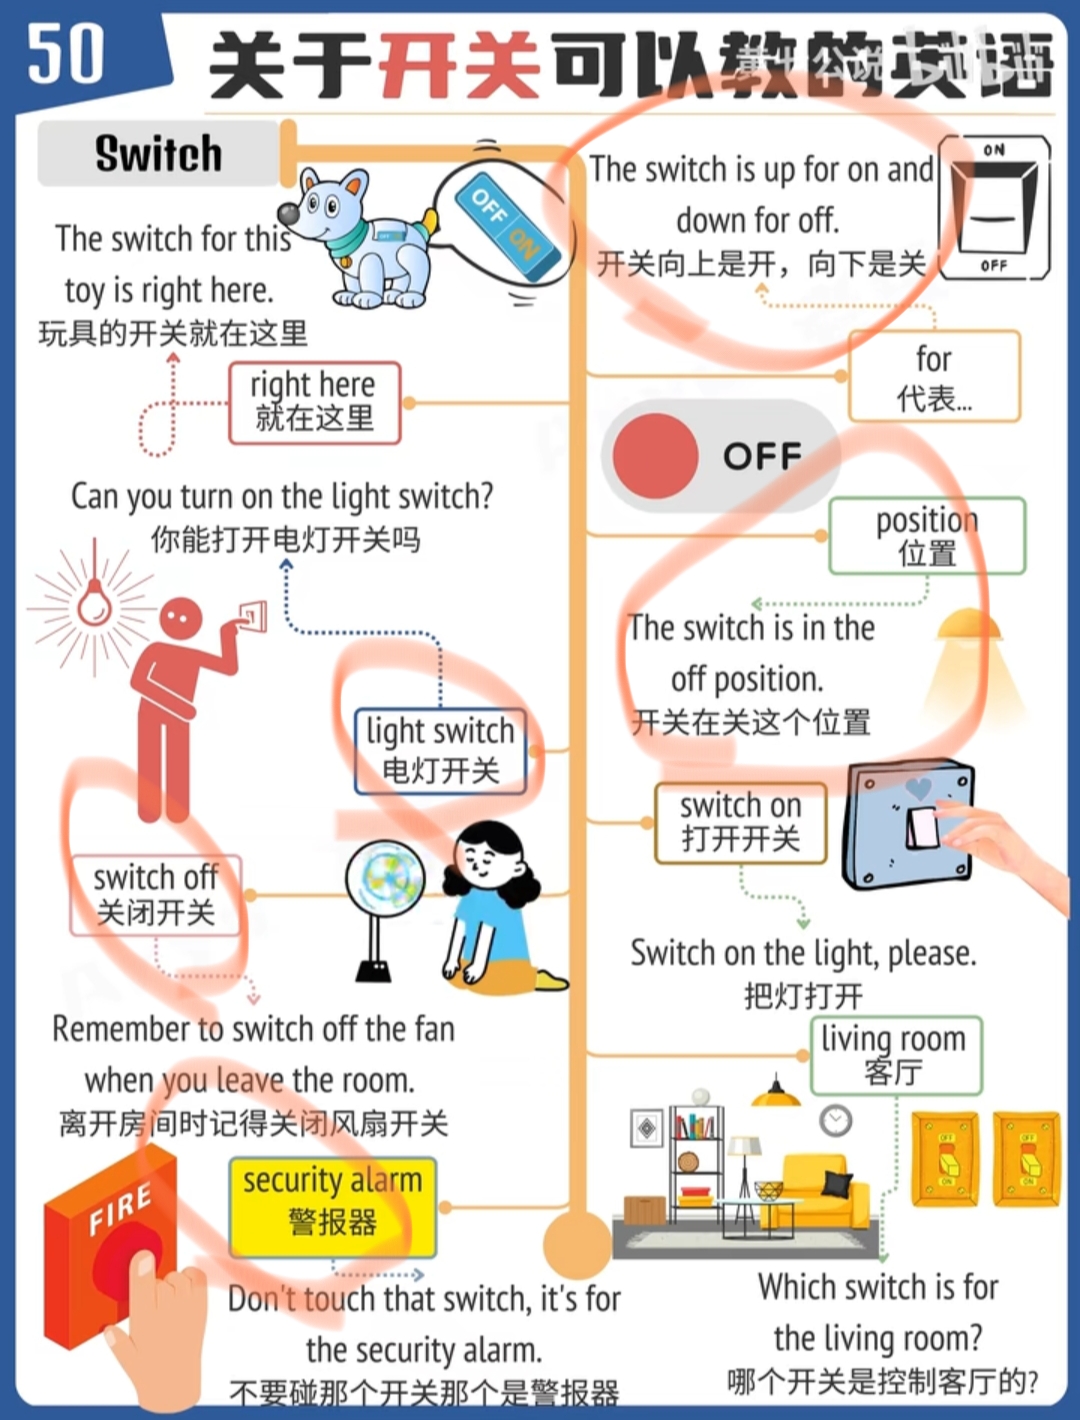 50
关于开关可以教的英语
黄牛公说
bilibili
Switch
OFF
ON
The switch for this
toy is right here.
玩具的开关就在这里
right here
就在这里
Can you turn on the light switch?
你能打开电灯开关吗
light switch
电灯开关
switch off
关闭开关
Remember to switch off the fan
when you leave the room.
离开房间时记得关闭风扇开关
FIRE
security alarm
警报器
Don't touch that switch, it's for
the security alarm.
不要碰那个开关那个是警报器
The switch is up for on and
down for off.
开关向上是开，向下是关
ON
OFF
for
代表...
OFF
position
位置
The switch is in the
off position.
开关在关这个位置
switch on
打开开关
Switch on the light, please.
把灯打开
living room
客厅
OFF
ON
OFF
ON
Which switch is for
the living room?
哪个开关是控制客厅的?